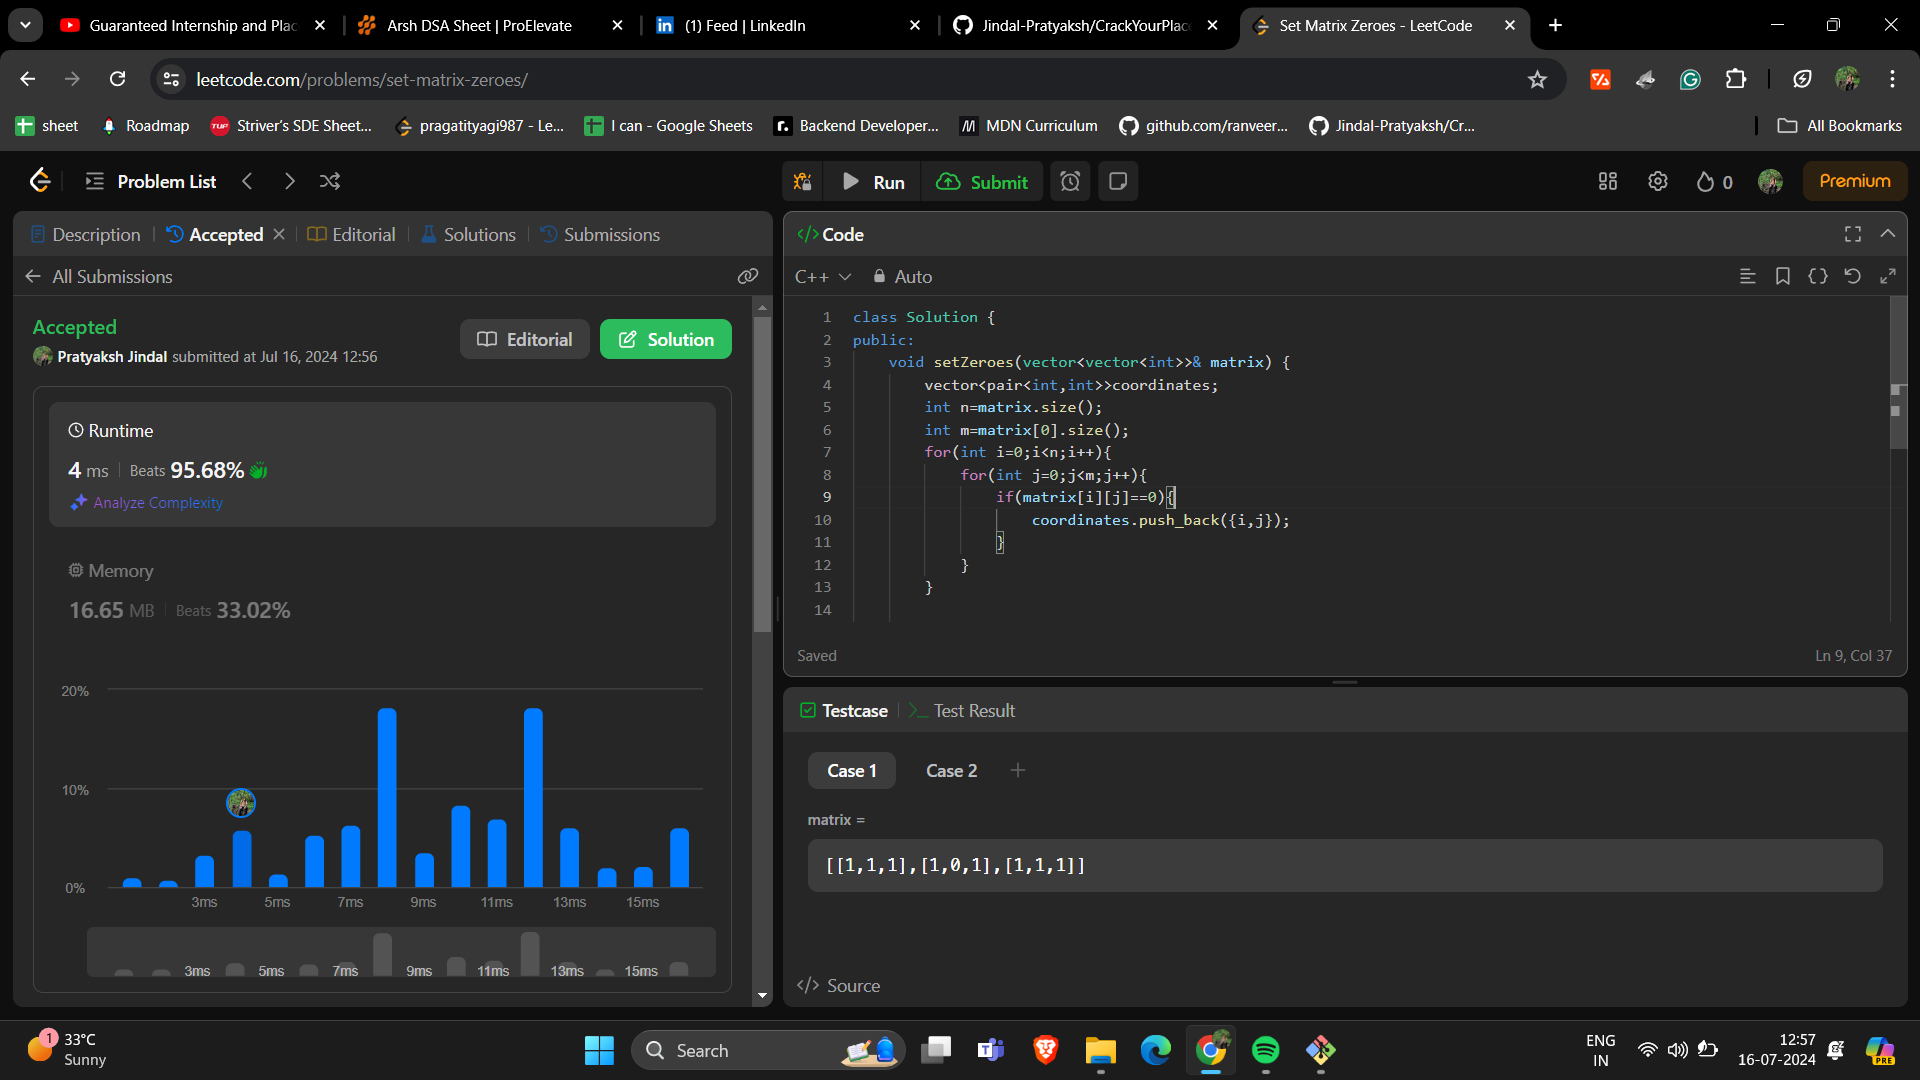 Guaranteed Internship and Plac
Arsh DSA Sheet | ProElevate
(1) Feed | LinkedIn
Jindal-Pratyaksh/CrackYourPlace
Set Matrix Zeroes - LeetCode
leetcode.com/problems/set-matrix-zeroes/
sheet
Roadmap
Striver's SDE Sheet...
pragatityagi987 - Le...
I can - Google Sheets
Backend Developer...
MDN Curriculum
github.com/ranveer...
Jindal-Pratyaksh/Cr...
All Bookmarks
Problem List
Run
Submit
0
Premium
Description
Accepted
Editorial
Solutions
Submissions
All Submissions
Accepted
Pratyaksh Jindal submitted at Jul 16, 2024 12:56
Editorial
Solution
Runtime
4 ms | Beats 95.68%
Analyze Complexity
Memory
16.65 MB | Beats 33.02%
20%
10%
0%
3ms 5ms 7ms 9ms 11ms 13ms 15ms
3ms 5ms 7ms 9ms 11ms 13ms 15ms
</> Code
C++
Auto
1 class Solution {
2 public:
3 void setZeroes(vector<vector<int>>& matrix) {
4 vector<pair<int,int>>coordinates;
5 int n=matrix.size();
6 int m=matrix[0].size();
7 for(int i=0;i<n;i++){
8 for(int j=0;j<m;j++){
9 if(matrix[i][j]==0){
10 coordinates.push_back({i,j});
11 }
12 }
13 }
14
Saved
Ln 9, Col 37
Testcase
Test Result
Case 1
Case 2
matrix =
[[1,1,1],[1,0,1],[1,1,1]]
</> Source
1
33°C
Sunny
Search
ENG
IN
12:57
16-07-2024
PRE